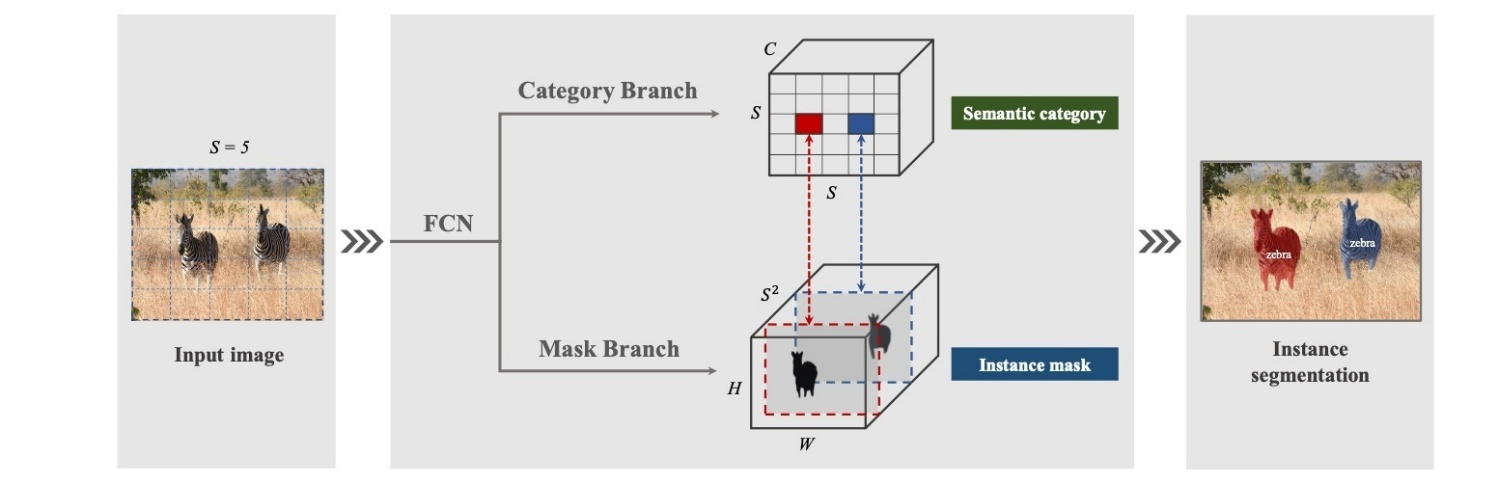 S = 5
Input image
FCN
Category Branch
Mask Branch
C
S
S
Semantic category
S²
H
W
Instance mask
zebra
zebra
Instance
segmentation